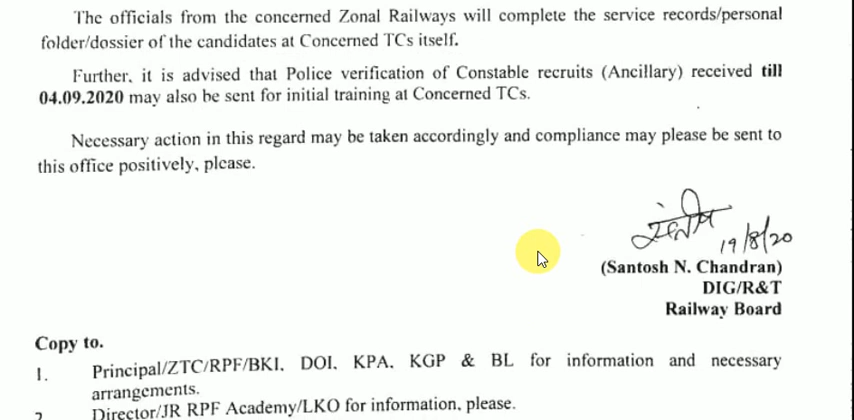 The officials from the concerned Zonal Railways will complete the service records/personal
folder/dossier of the candidates at Concerned TCs itself.
Further, it is advised that Police verification of Constable recruits (Ancillary) received till
04.09.2020 may also be sent for initial training at Concerned TCs.
Necessary action in this regard may be taken accordingly and compliance may please be sent to
this office positively, please.
19/8/20
(Santosh N. Chandran)
DIG/R&T
Railway Board
Copy to.
1. Principal/ZTC/RPF/BKI, DOI, KPA, KGP & BL for information and necessary
arrangements.
2. Director/JR RPF Academy/LKO for information, please.